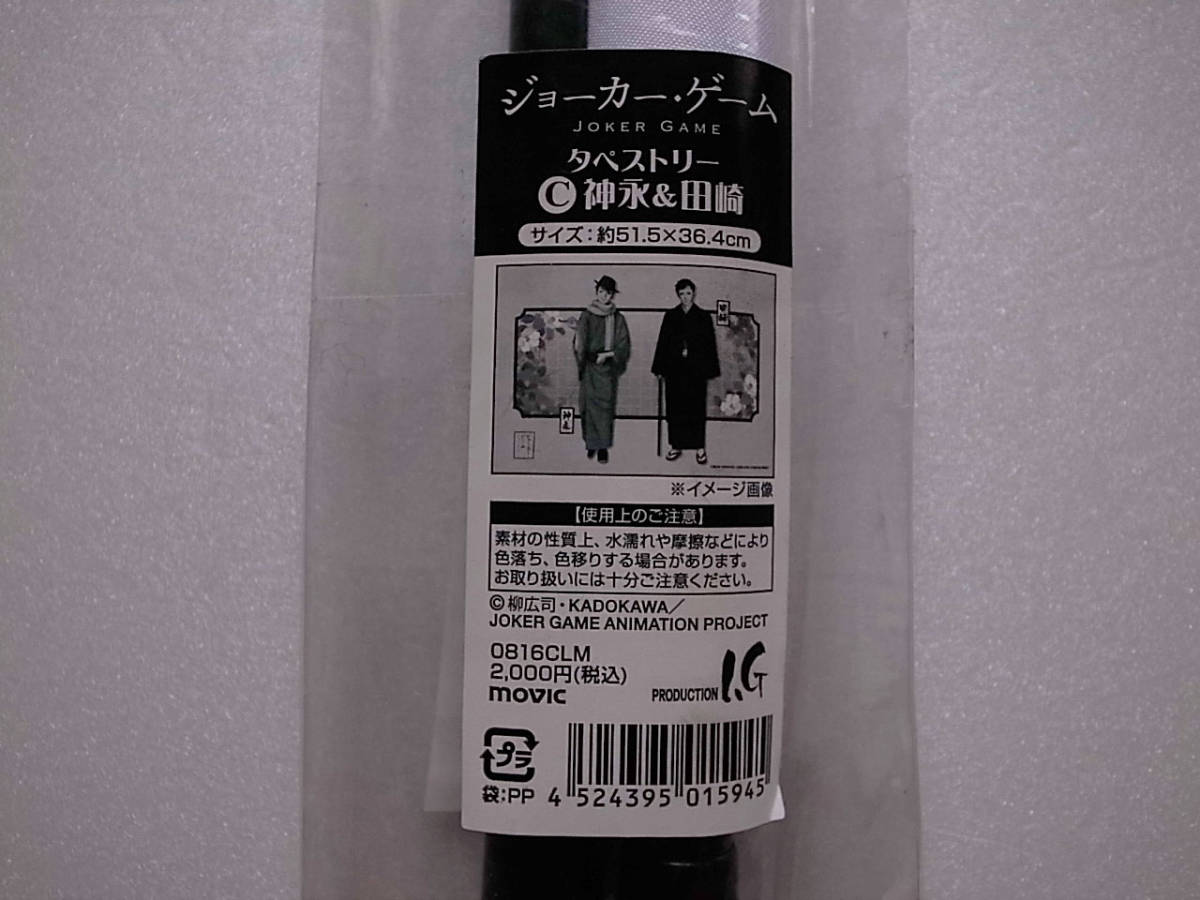 ジョーカー・ゲーム
JOKER GAME
タペストリー
Ⓒ神永&田崎
サイズ:約51.5×36.4cm
田崎
神永
※イメージ画像
【使用上のご注意】
素材の性質上、水濡れや摩擦などにより
色落ち、色移りする場合があります。
お取り扱いには十分ご注意ください。
©柳広司・KADOKAWA/
JOKER GAME ANIMATION PROJECT
0816CLM
2,000円(税込)
movic
PRODUCTION I.G
プラ
袋:PP
4 524395 015945